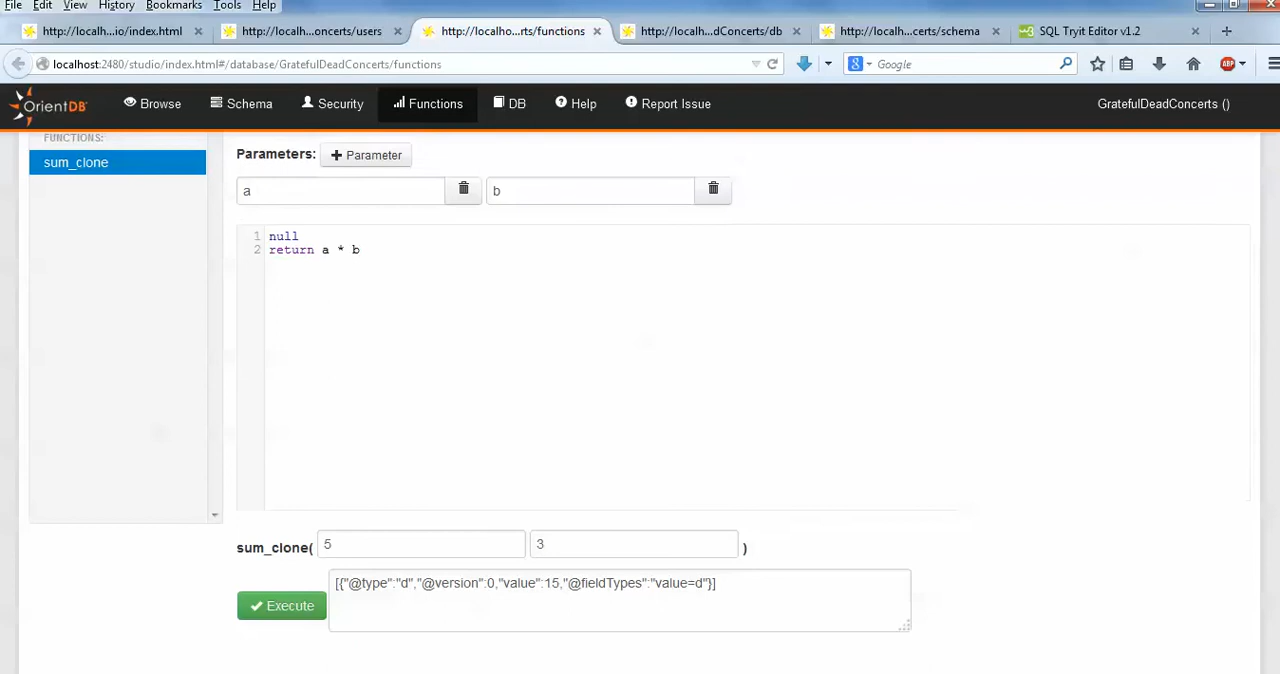 File Edit View History Bookmarks Tools Help
http://localh...io/index.html × http://localh...oncerts/users × http://localho...rts/functions × http://localh...dConcerts/db × http://localh...certs/schema × SQL Tryit Editor v1.2 × +
localhost:2480/studio/index.html#/database/GratefulDeadConcerts/functions Google ABP
OrientDB Browse Schema Security Functions DB Help Report Issue GratefulDeadConcerts ()
FUNCTIONS:
sum_clone
Parameters: + Parameter
a b
1 null
2 return a * b
sum_clone( 5 3 )
[{"@type":"d","@version":0,"value":15,"@fieldTypes":"value=d"}]
Execute